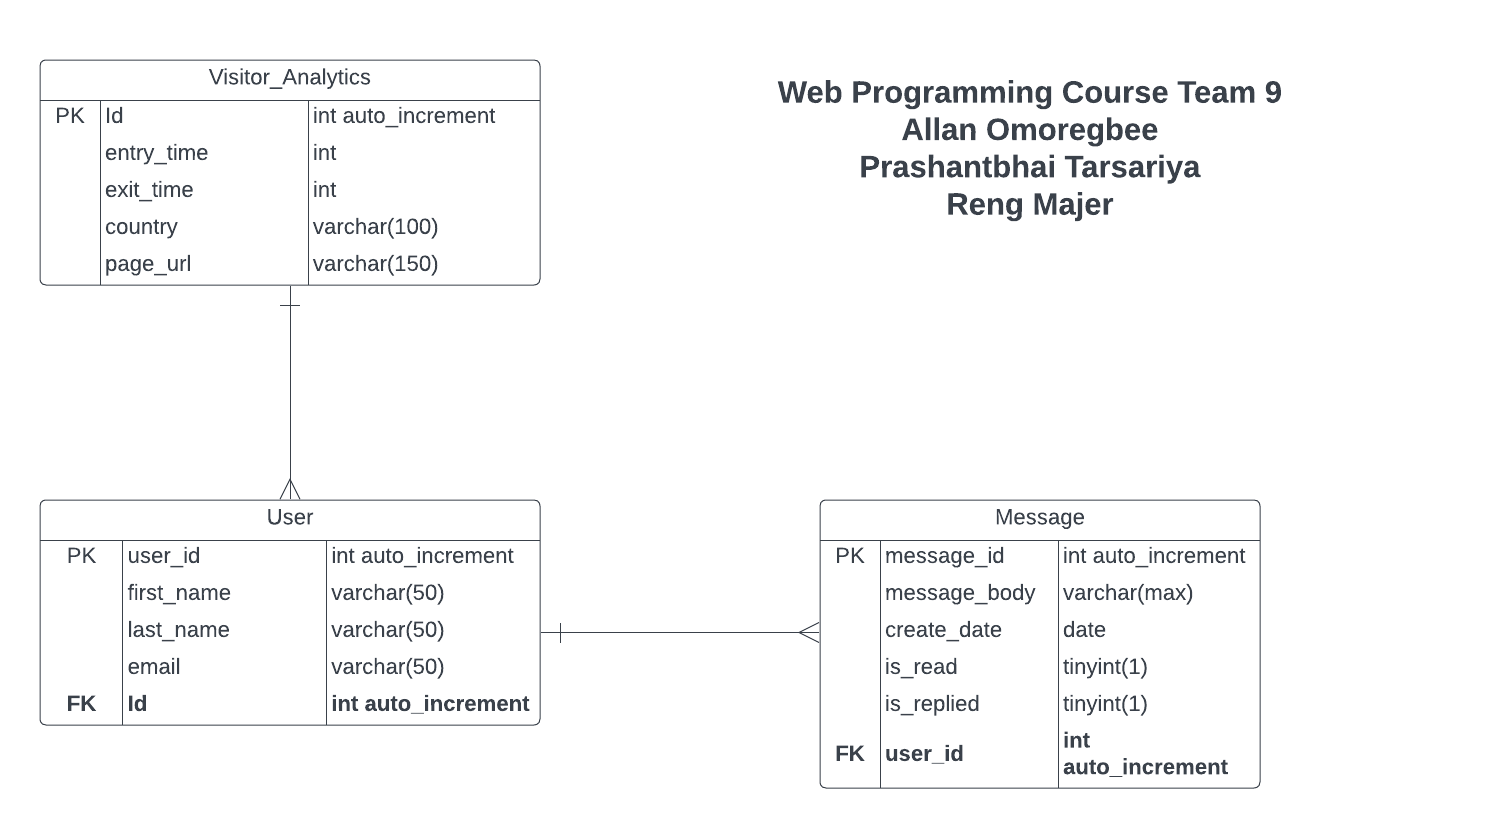 Visitor_Analytics
PK Id int auto_increment
entry_time int
exit_time int
country varchar(100)
page_url varchar(150)
Web Programming Course Team 9
Allan Omoregbee
Prashantbhai Tarsariya
Reng Majer
User
PK user_id int auto_increment
first_name varchar(50)
last_name varchar(50)
email varchar(50)
FK Id int auto_increment
Message
PK message_id int auto_increment
message_body varchar(max)
create_date date
is_read tinyint(1)
is_replied tinyint(1)
FK user_id int
auto_increment